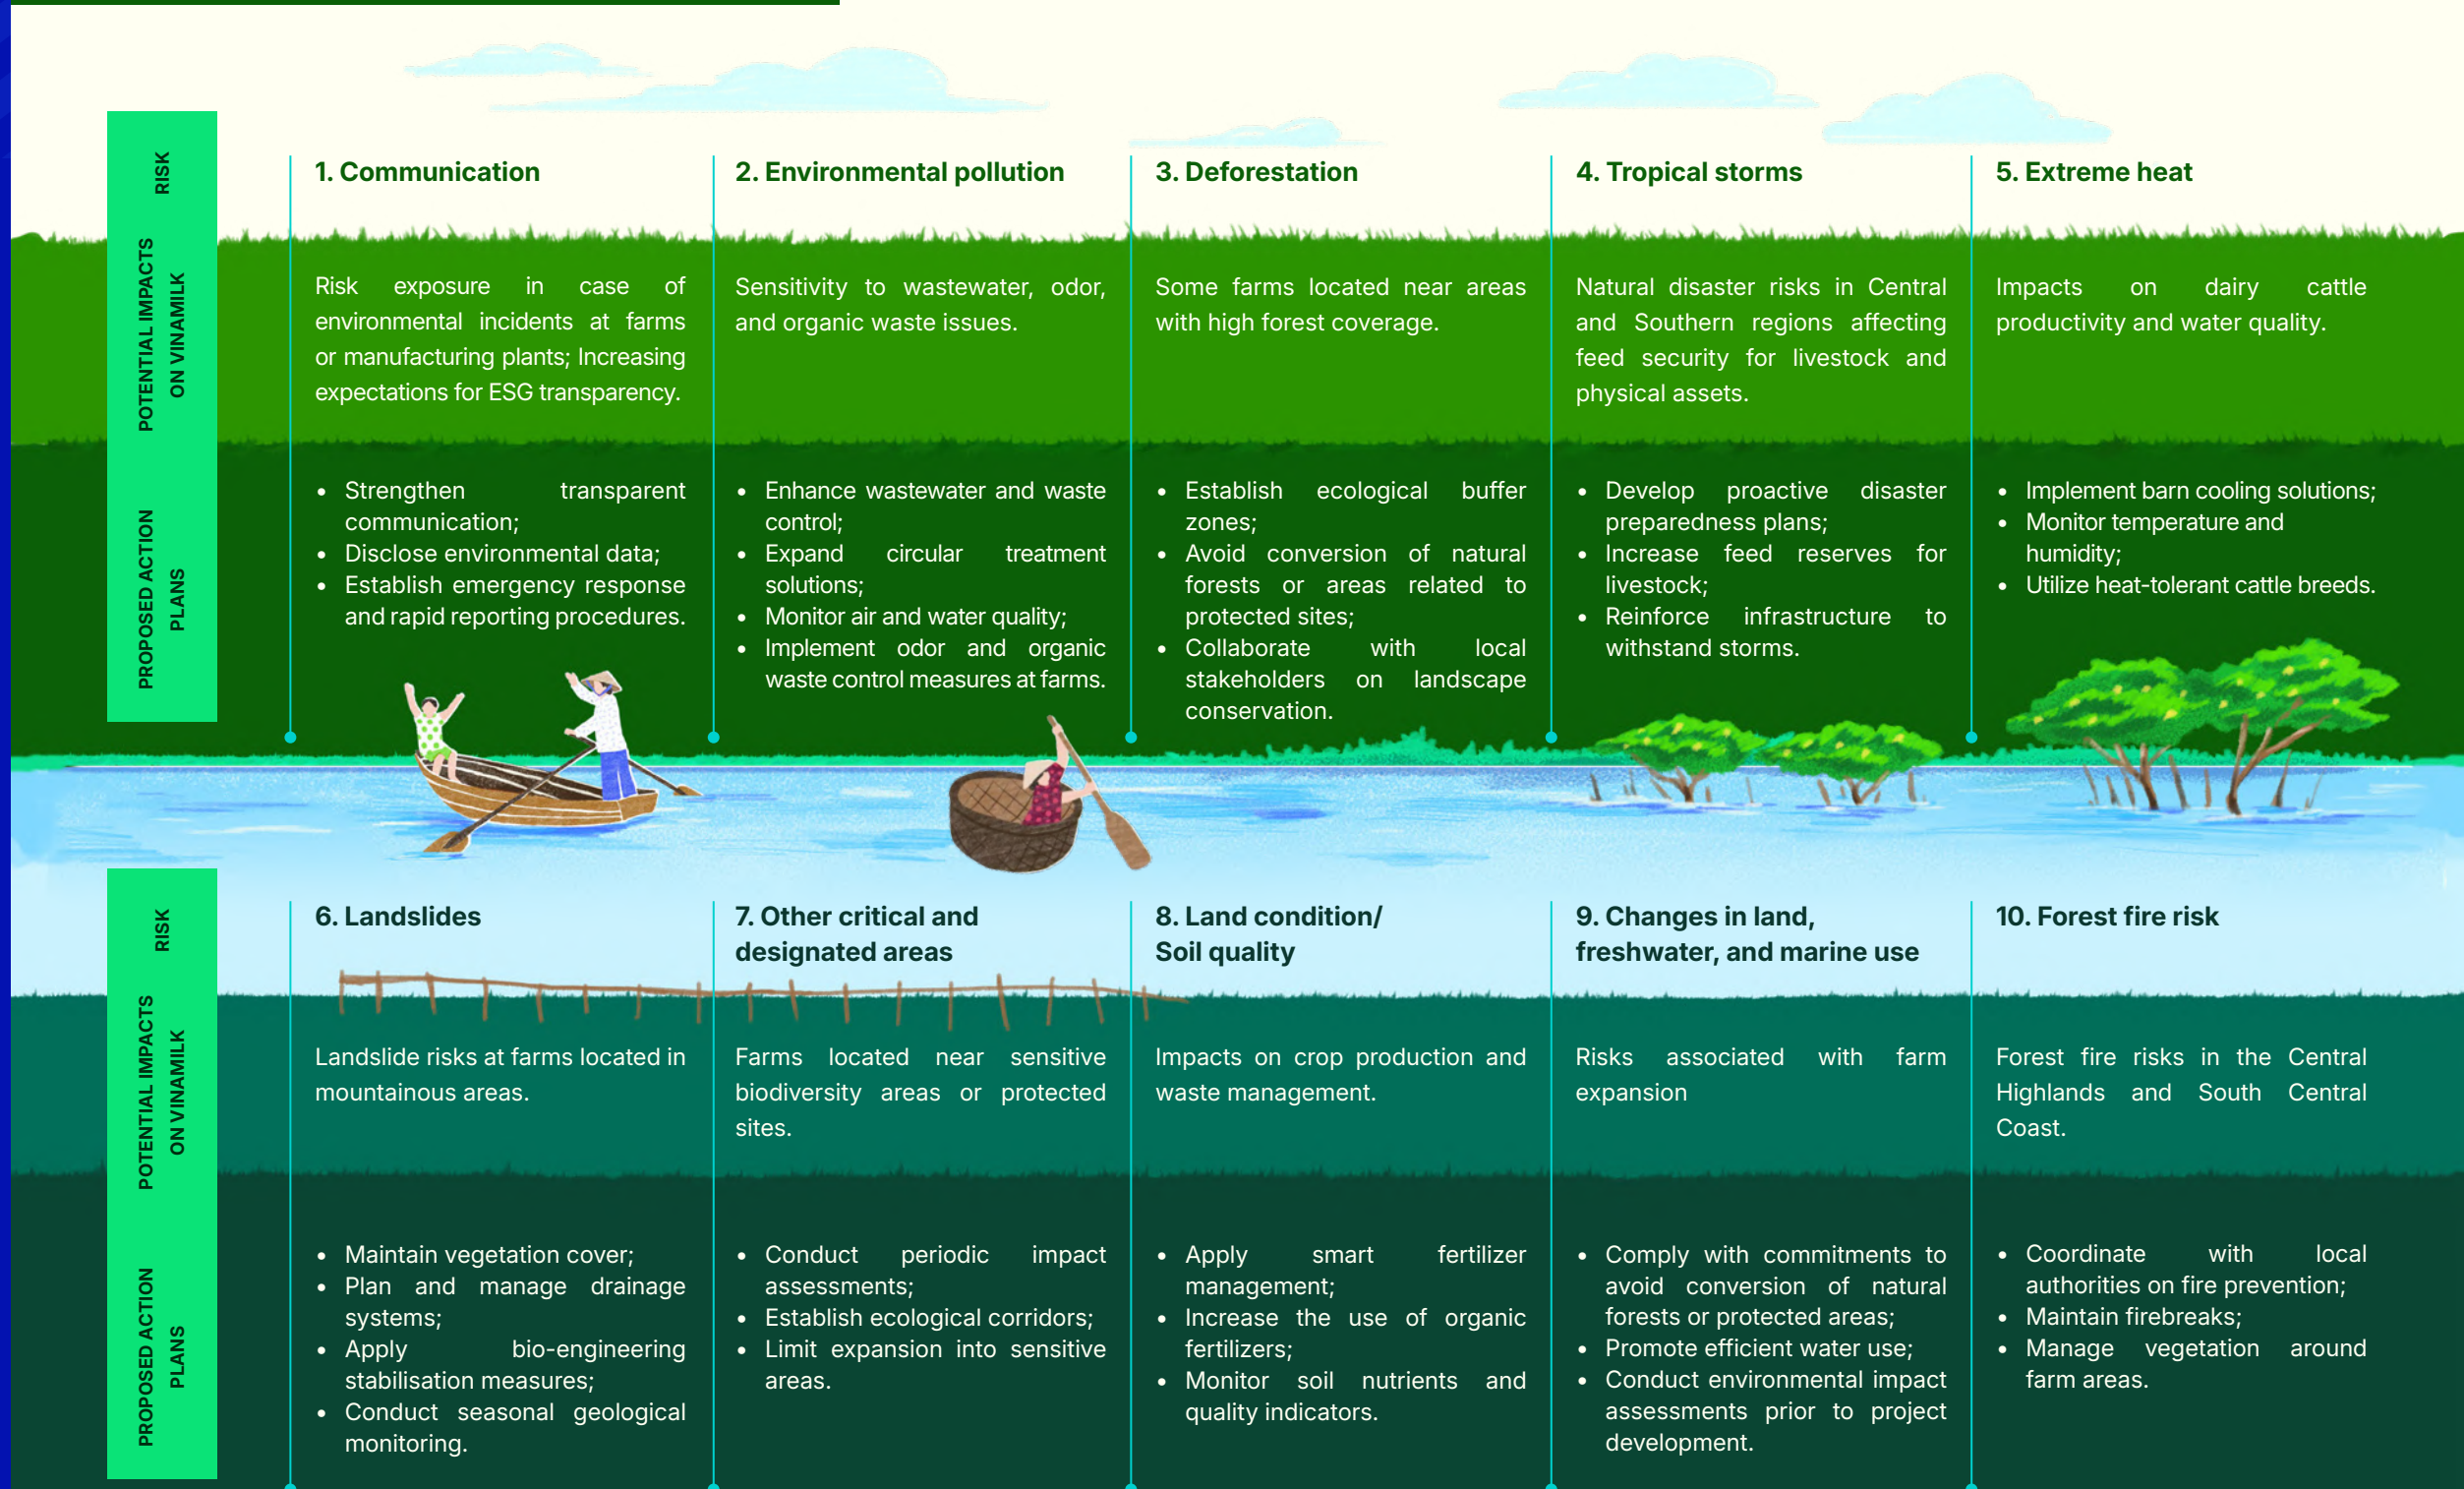 RISK
1. Communication
2. Environmental pollution
3. Deforestation
4. Tropical storms
5. Extreme heat
POTENTIAL IMPACTS
ON VINAMILK
Risk exposure in case of
environmental incidents at farms
or manufacturing plants; Increasing
expectations for ESG transparency.
Sensitivity to wastewater, odor,
and organic waste issues.
Some farms located near areas
with high forest coverage.
Natural disaster risks in Central
and Southern regions affecting
feed security for livestock and
physical assets.
Impacts on dairy cattle
productivity and water quality.
PROPOSED ACTION
PLANS
• Strengthen transparent
communication;
• Disclose environmental data;
• Establish emergency response
and rapid reporting procedures.
• Enhance wastewater and waste
control;
• Expand circular treatment
solutions;
• Monitor air and water quality;
• Implement odor and organic
waste control measures at farms.
• Establish ecological buffer
zones;
• Avoid conversion of natural
forests or areas related to
protected sites;
• Collaborate with local
stakeholders on landscape
conservation.
• Develop proactive disaster
preparedness plans;
• Increase feed reserves for
livestock;
• Reinforce infrastructure to
withstand storms.
• Implement barn cooling solutions;
• Monitor temperature and
humidity;
• Utilize heat-tolerant cattle breeds.
RISK
6. Landslides
7. Other critical and
designated areas
8. Land condition/
Soil quality
9. Changes in land,
freshwater, and marine use
10. Forest fire risk
POTENTIAL IMPACTS
ON VINAMILK
Landslide risks at farms located in
mountainous areas.
Farms located near sensitive
biodiversity areas or protected
sites.
Impacts on crop production and
waste management.
Risks associated with farm
expansion
Forest fire risks in the Central
Highlands and South Central
Coast.
PROPOSED ACTION
PLANS
• Maintain vegetation cover;
• Plan and manage drainage
systems;
• Apply bio-engineering
stabilisation measures;
• Conduct seasonal geological
monitoring.
• Conduct periodic impact
assessments;
• Establish ecological corridors;
• Limit expansion into sensitive
areas.
• Apply smart fertilizer
management;
• Increase the use of organic
fertilizers;
• Monitor soil nutrients and
quality indicators.
• Comply with commitments to
avoid conversion of natural
forests or protected areas;
• Promote efficient water use;
• Conduct environmental impact
assessments prior to project
development.
• Coordinate with local
authorities on fire prevention;
• Maintain firebreaks;
• Manage vegetation around
farm areas.